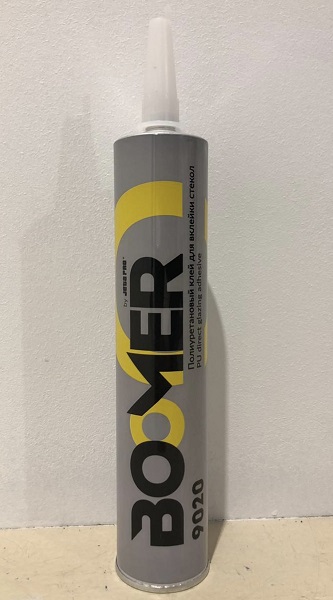 by JETA PRO®
BOOMER
9020
Полиуретановый клей для вклейки стекол
PU direct glazing adhesive